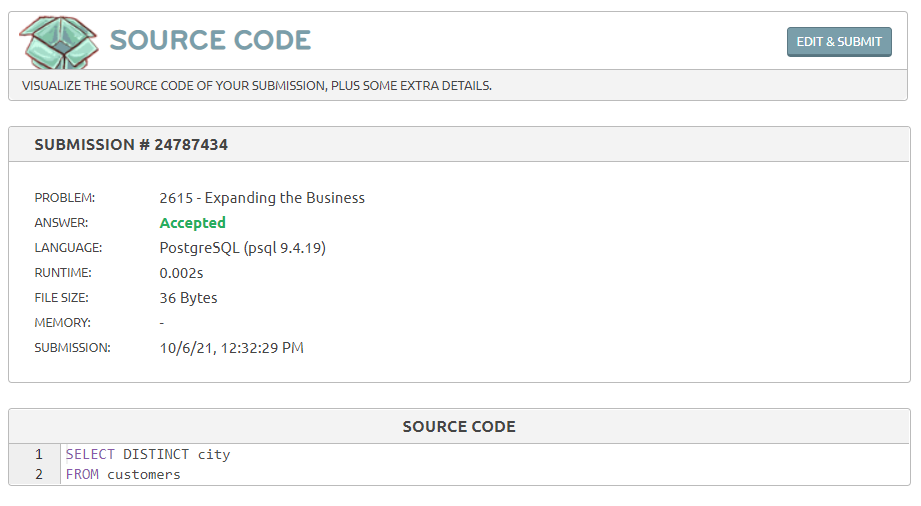 SOURCE CODE
EDIT & SUBMIT
VISUALIZE THE SOURCE CODE OF YOUR SUBMISSION, PLUS SOME EXTRA DETAILS.
SUBMISSION # 24787434
PROBLEM: 2615 - Expanding the Business
ANSWER: Accepted
LANGUAGE: PostgreSQL (psql 9.4.19)
RUNTIME: 0.002s
FILE SIZE: 36 Bytes
MEMORY: -
SUBMISSION: 10/6/21, 12:32:29 PM
SOURCE CODE
1 SELECT DISTINCT city
2 FROM customers